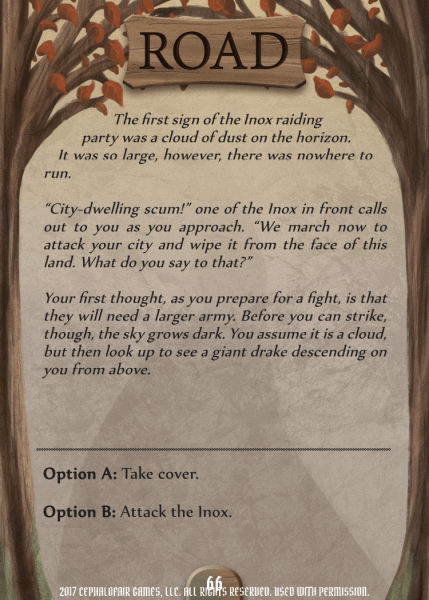 ROAD
The first sign of the Inox raiding
party was a cloud of dust on the horizon.
It was so large, however, there was nowhere to
run.
“City-dwelling scum!” one of the Inox in front calls
out to you as you approach. “We march now to
attack your city and wipe it from the face of this
land. What do you say to that?”
Your first thought, as you prepare for a fight, is that
they will need a larger army. Before you can strike,
though, the sky grows dark. You assume it is a cloud,
but then look up to see a giant drake descending on
you from above.
Option A: Take cover.
Option B: Attack the Inox.
66
2017 CEPHALOFAIR GAMES, LLC. ALL RIGHTS RESERVED. USED WITH PERMISSION.